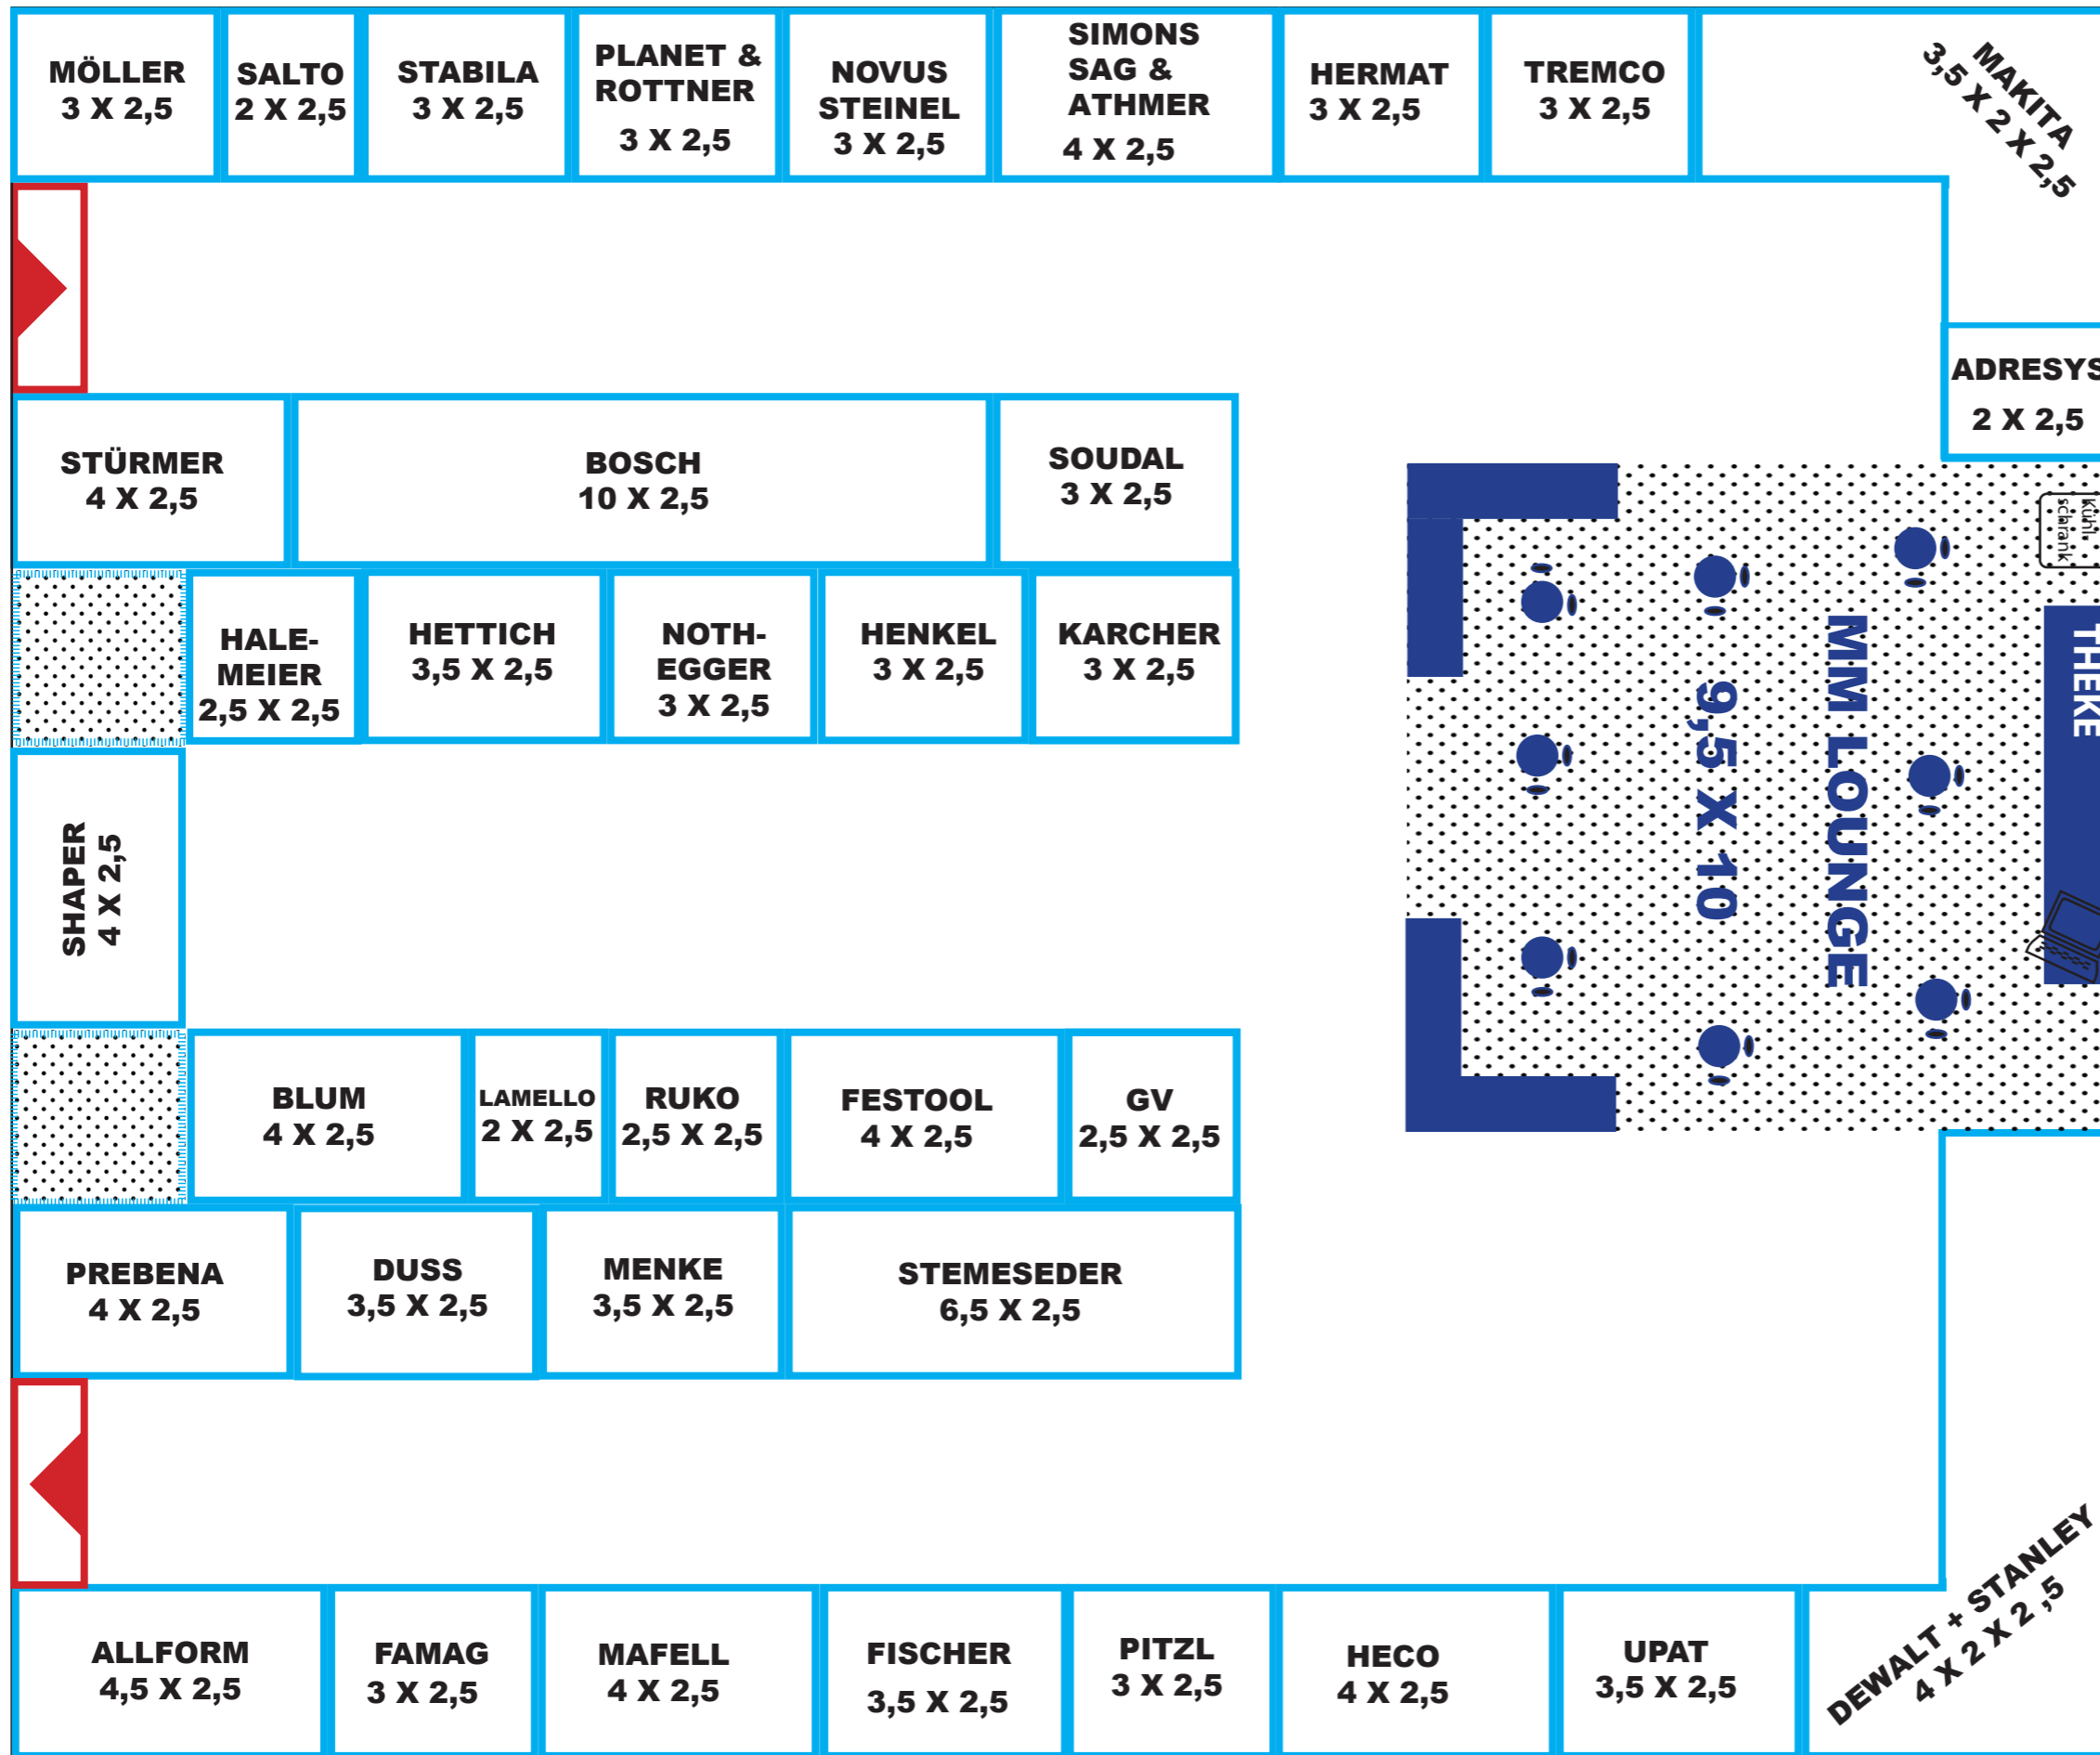 MÖLLER
3 X 2,5
SALTO
2 X 2,5
STABILA
3 X 2,5
PLANET &
ROTTNER
3 X 2,5
NOVUS
STEINEL
3 X 2,5
SIMONS
SAG &
ATHMER
4 X 2,5
HERMAT
3 X 2,5
TREMCO
3 X 2,5
MAKITA
3,5 X 2 X 2,5
ADRESYS
2 X 2,5
STÜRMER
4 X 2,5
BOSCH
10 X 2,5
SOUDAL
3 X 2,5
HALE-
MEIER
2,5 X 2,5
HETTICH
3,5 X 2,5
NOTH-
EGGER
3 X 2,5
HENKEL
3 X 2,5
KARCHER
3 X 2,5
kühl-
schrank
THEKE
MM LOUNGE
9,5 X 10
SHAPER
4 X 2,5
BLUM
4 X 2,5
LAMELLO
2 X 2,5
RUKO
2,5 X 2,5
FESTOOL
4 X 2,5
GV
2,5 X 2,5
PREBENA
4 X 2,5
DUSS
3,5 X 2,5
MENKE
3,5 X 2,5
STEMESEDER
6,5 X 2,5
ALLFORM
4,5 X 2,5
FAMAG
3 X 2,5
MAFELL
4 X 2,5
FISCHER
3,5 X 2,5
PITZL
3 X 2,5
HECO
4 X 2,5
UPAT
3,5 X 2,5
DEWALT + STANLEY
4 X 2 X 2 ,5